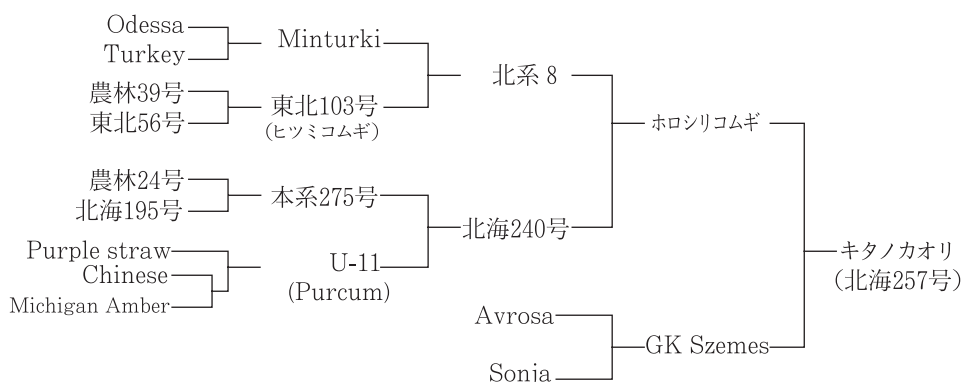 Odessa
Turkey
Minturki
農林39号
東北56号
東北103号
(ヒツミコムギ)
北系 8
農林24号
北海195号
本系275号
Purple straw
Chinese
Michigan Amber
U-11
(Purcum)
北海240号
ホロシリコムギ
Avrosa
Sonja
GK Szemes
キタノカオリ
(北海257号)